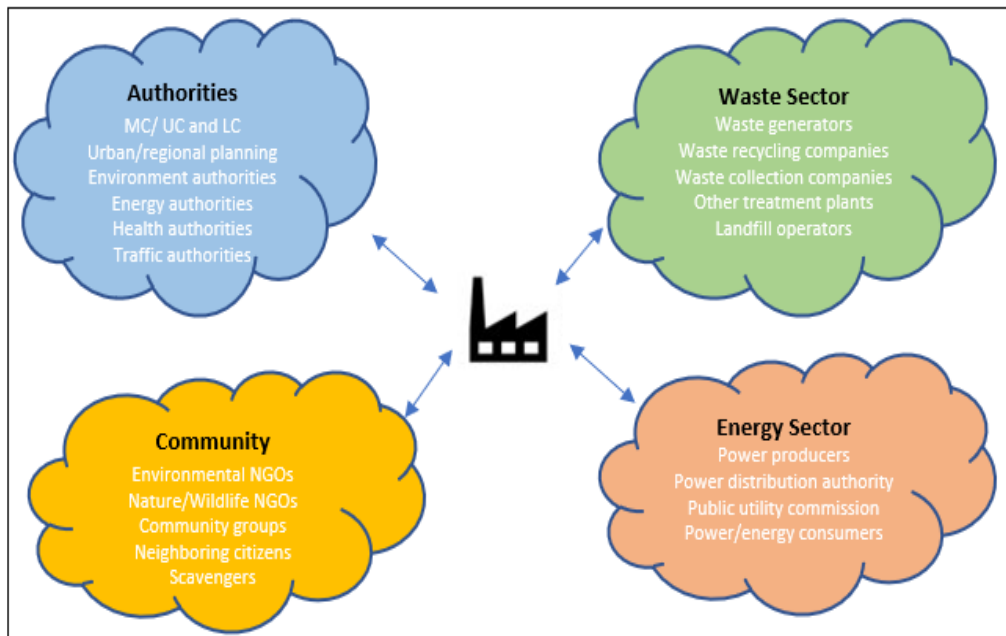 Authorities
MC/ UC and LC
Urban/regional planning
Environment authorities
Energy authorities
Health authorities
Traffic authorities
Waste Sector
Waste generators
Waste recycling companies
Waste collection companies
Other treatment plants
Landfill operators
Community
Environmental NGOs
Nature/Wildlife NGOs
Community groups
Neighboring citizens
Scavengers
Energy Sector
Power producers
Power distribution authority
Public utility commission
Power/energy consumers